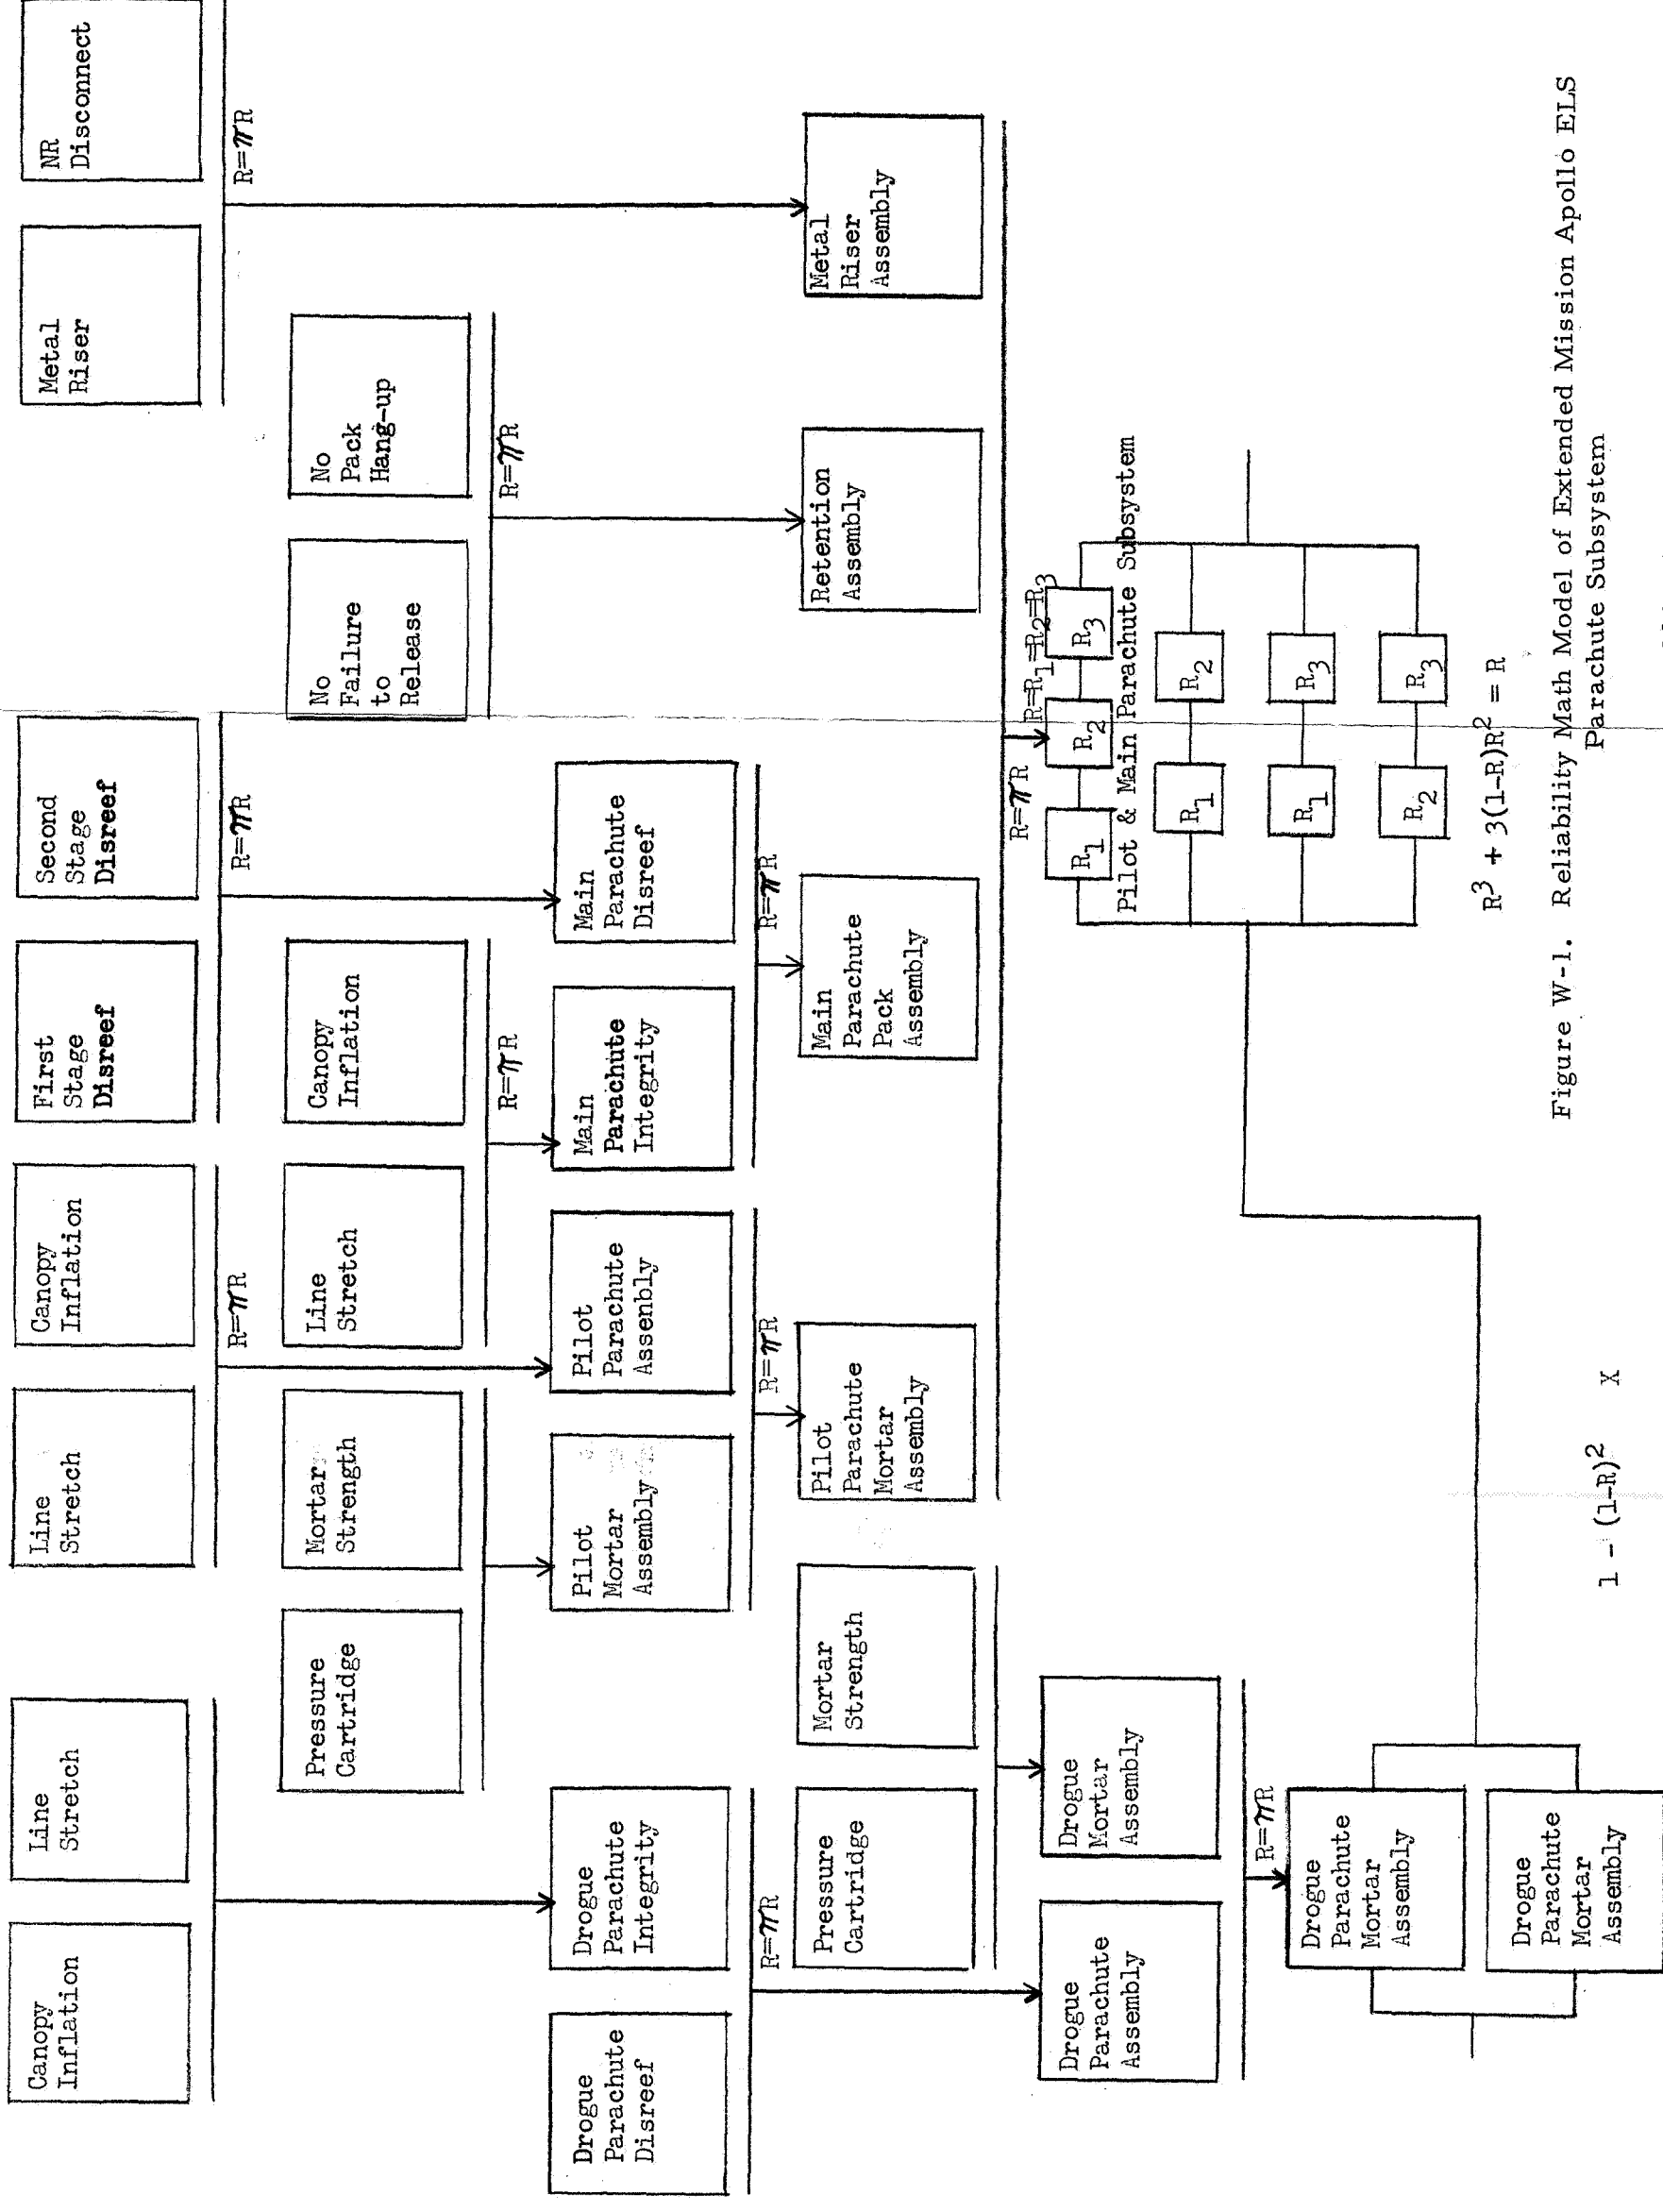 Canopy
Inflation
Line
Stretch
Line
Stretch
Canopy
Inflation
First
Stage
Disreef
Second
Stage
Disreef
Metal
Riser
NR
Disconnect
R=πR
R=πR
R=πR
Pressure
Cartridge
Mortar
Strength
Line
Stretch
Canopy
Inflation
No
Failure
to
Release
No
Pack
Hang-up
R=πR
R=πR
Drogue
Parachute
Disreef
Drogue
Parachute
Integrity
Pilot
Mortar
Assembly
Pilot
Parachute
Assenbly
Main
Parachute
Integrity
Main
Parachute
Disreef
R=πR
R=πR
R=πR
Pressure
Cartridge
Mortar
Strength
Pilot
Parachute
Mortar
Assembly
Main
Parachute
Pack
Assembly
Retention
Assembly
Metal
Riser
Assembly
Drogue
Parachute
Assembly
Drogue
Mortar
Assembly
R=πR
R=R1=R2=R3
R1 R2 R3
Pilot & Main Parachute Subsystem
R1 R2
R1 R3
R2 R3
R=πR
Drogue
Parachute
Mortar
Assembly
Drogue
Parachute
Mortar
Assembly
R³ + 3(1-R)R² = R
1 - (1-R)² X
Figure W-1. Reliability Math Model of Extended Mission Apollo ELS
Parachute Subsystem